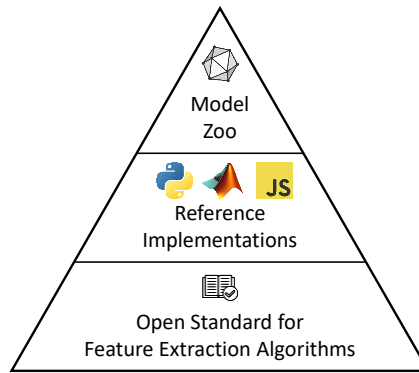 Model
Zoo
JS
Reference
Implementations
Open Standard for
Feature Extraction Algorithms